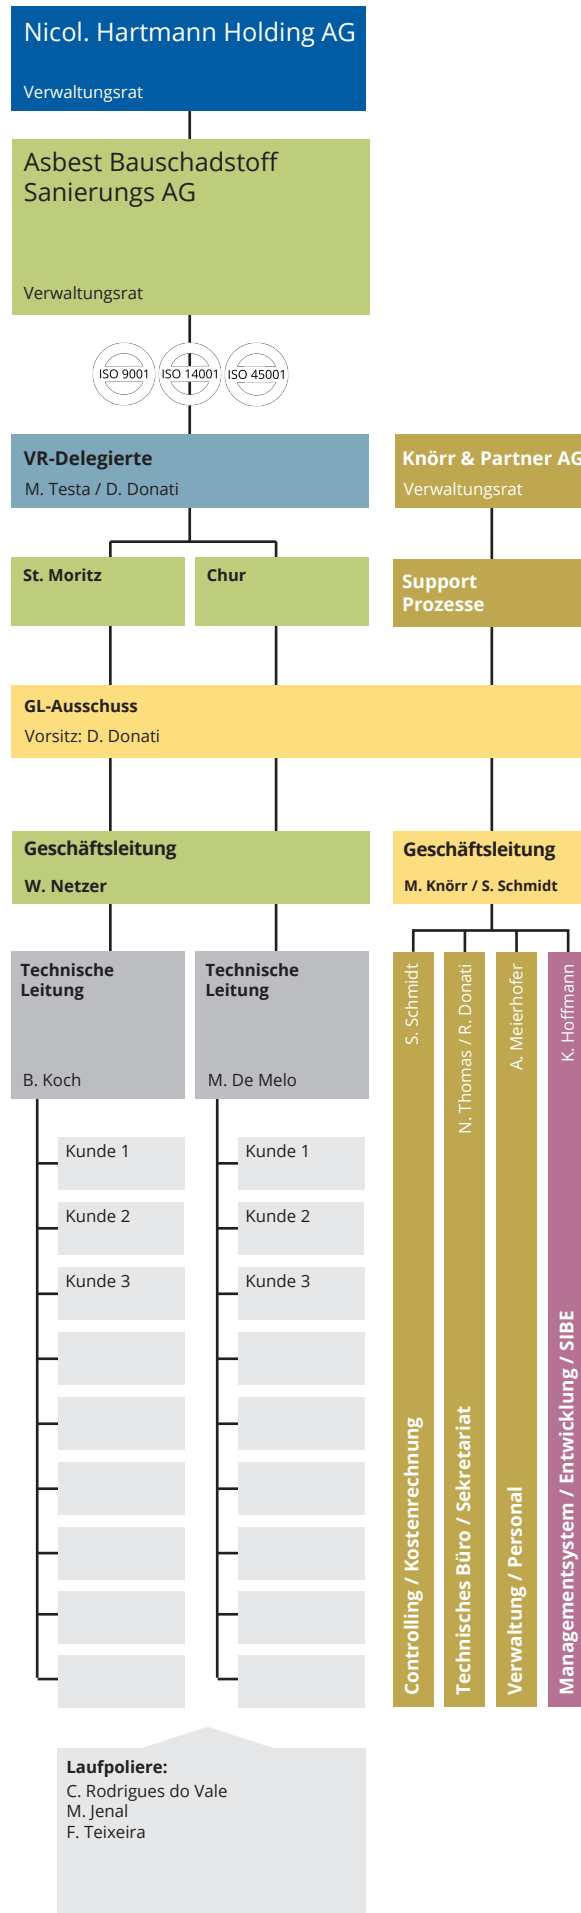 Nicol. Hartmann Holding AG
Verwaltungsrat
Asbest Bauschadstoff
Sanierungs AG
Verwaltungsrat
ISO 9001
ISO 14001
ISO 45001
VR-Delegierte
M. Testa / D. Donati
Knörr & Partner AG
Verwaltungsrat
St. Moritz
Chur
Support
Prozesse
GL-Ausschuss
Vorsitz: D. Donati
Geschäftsleitung
W. Netzer
Geschäftsleitung
M. Knörr / S. Schmidt
Technische
Leitung
B. Koch
Technische
Leitung
M. De Melo
Kunde 1
Kunde 2
Kunde 3
Kunde 1
Kunde 2
Kunde 3
Controlling / Kostenrechnung
S. Schmidt
Technisches Büro / Sekretariat
N. Thomas / R. Donati
Verwaltung / Personal
A. Meierhofer
Managementsystem / Entwicklung / SIBE
K. Hoffmann
Laufpoliere:
C. Rodrigues do Vale
M. Jenal
F. Teixeira